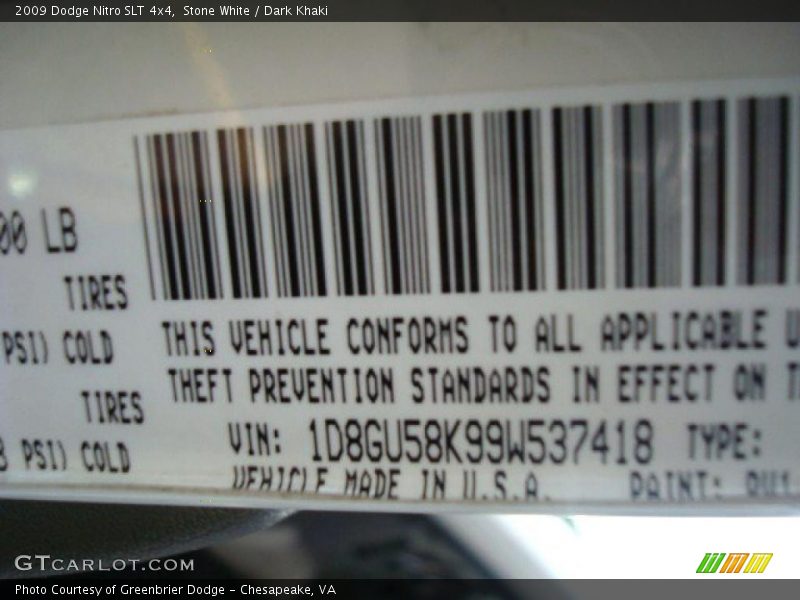 2009 Dodge Nitro SLT 4x4,  Stone White / Dark Khaki
00 LB
TIRES
PSI) COLD
TIRES
PSI) COLD
THIS VEHICLE CONFORMS TO ALL APPLICABLE U
THEFT PREVENTION STANDARDS IN EFFECT ON T
VIN: 1D8GU58K99W537418 TYPE:
VEHICLE MADE IN U.S.A. PAINT:
GTCARLOT.COM
Photo Courtesy of Greenbrier Dodge - Chesapeake, VA